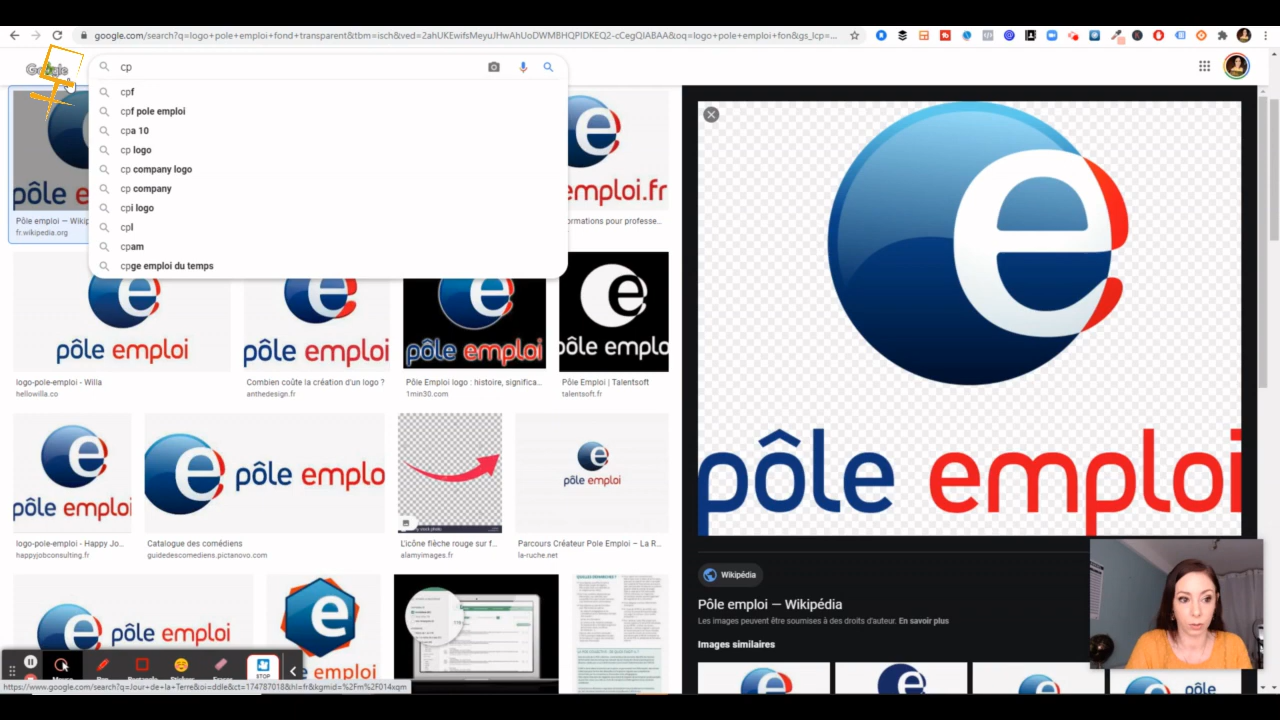 google.com/search?q=logo+pole+emploi+fond+transparent&tbm=isch&ved=2ahUKEwifsMeyuJHwAhUoDWMBHQPIDKEQ2-cCegQIABAA&oq=logo+pole+emploi+fon&gs_lcp=...
Google
cp
cpf
cpf pole emploi
cpa 10
cp logo
cp company logo
cp company
cpi logo
cpl
cpam
cpge emploi du temps
pôle e
Pôle emploi — Wikip
fr.wikipedia.org
emploi.fr
ormations pour professe...
pôle emploi
logo-pole-emploi - Willa
hellowilla.co
pôle emploi
Combien coûte la création d'un logo ?
anthedesign.fr
pôle emploi
Pôle Emploi logo : histoire, significa...
1min30.com
pôle emplo
Pôle Emploi | Talentsoft
talentsoft.fr
pôle emploi
logo-pole-emploi - Happy Jo...
happyjobconsulting.fr
pôle emplo
Catalogue des comédiens
guidedescomediens.pictanovo.com
L'icône flèche rouge sur f...
alamyimages.fr
pôle emploi
Parcours Créateur Pole Emploi – La R...
la-ruche.net
pôle emploi
emploi
STOP
https://www.google.com/search?q=Jour+de+la+Terre&oi=ddle&ct=174787018&hl=fr&kgmid=%2Fm%2F014xqm
pôle emploi
Wikipédia
Pôle emploi — Wikipédia
Les images peuvent être soumises à des droits d'auteur. En savoir plus
Images similaires
pôle